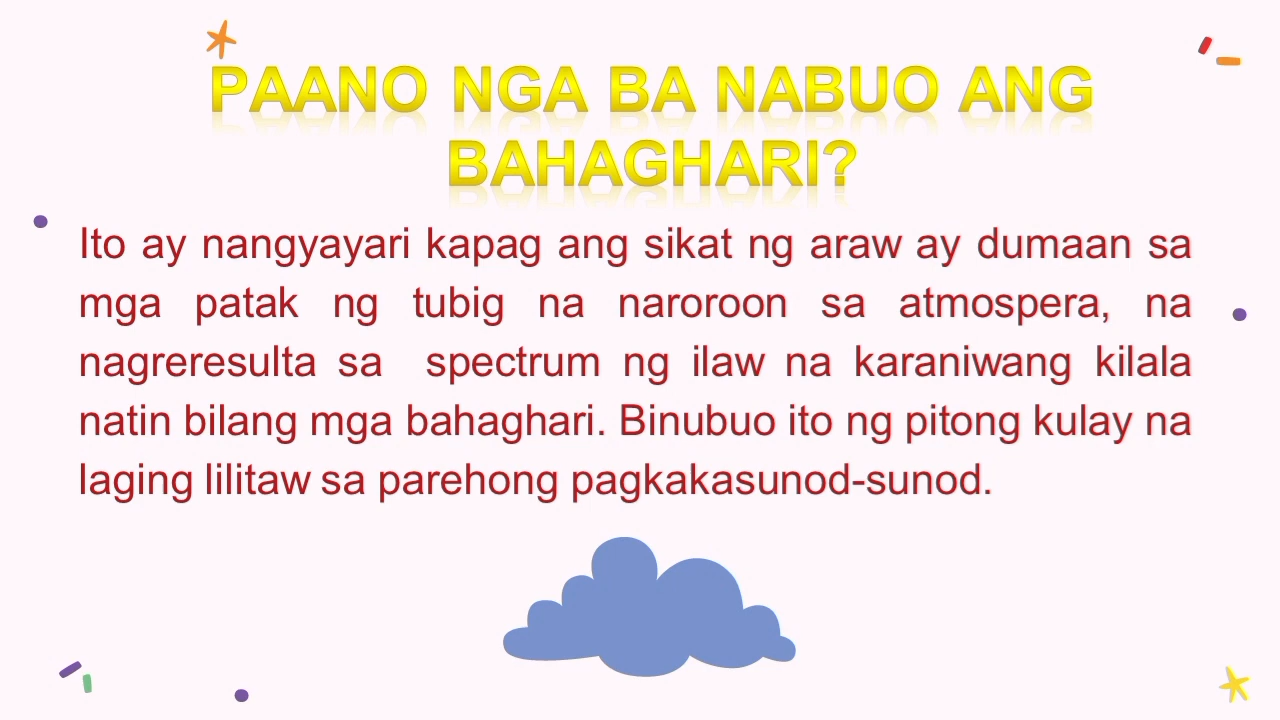 PAANO NGA BA NABUO ANG
BAHAGHARI?
Ito ay nangyayari kapag ang sikat ng araw ay dumaan sa
mga patak ng tubig na naroroon sa atmospera, na
nagreresulta sa spectrum ng ilaw na karaniwang kilala
natin bilang mga bahaghari. Binubuo ito ng pitong kulay na
laging lilitaw sa parehong pagkakasunod-sunod.